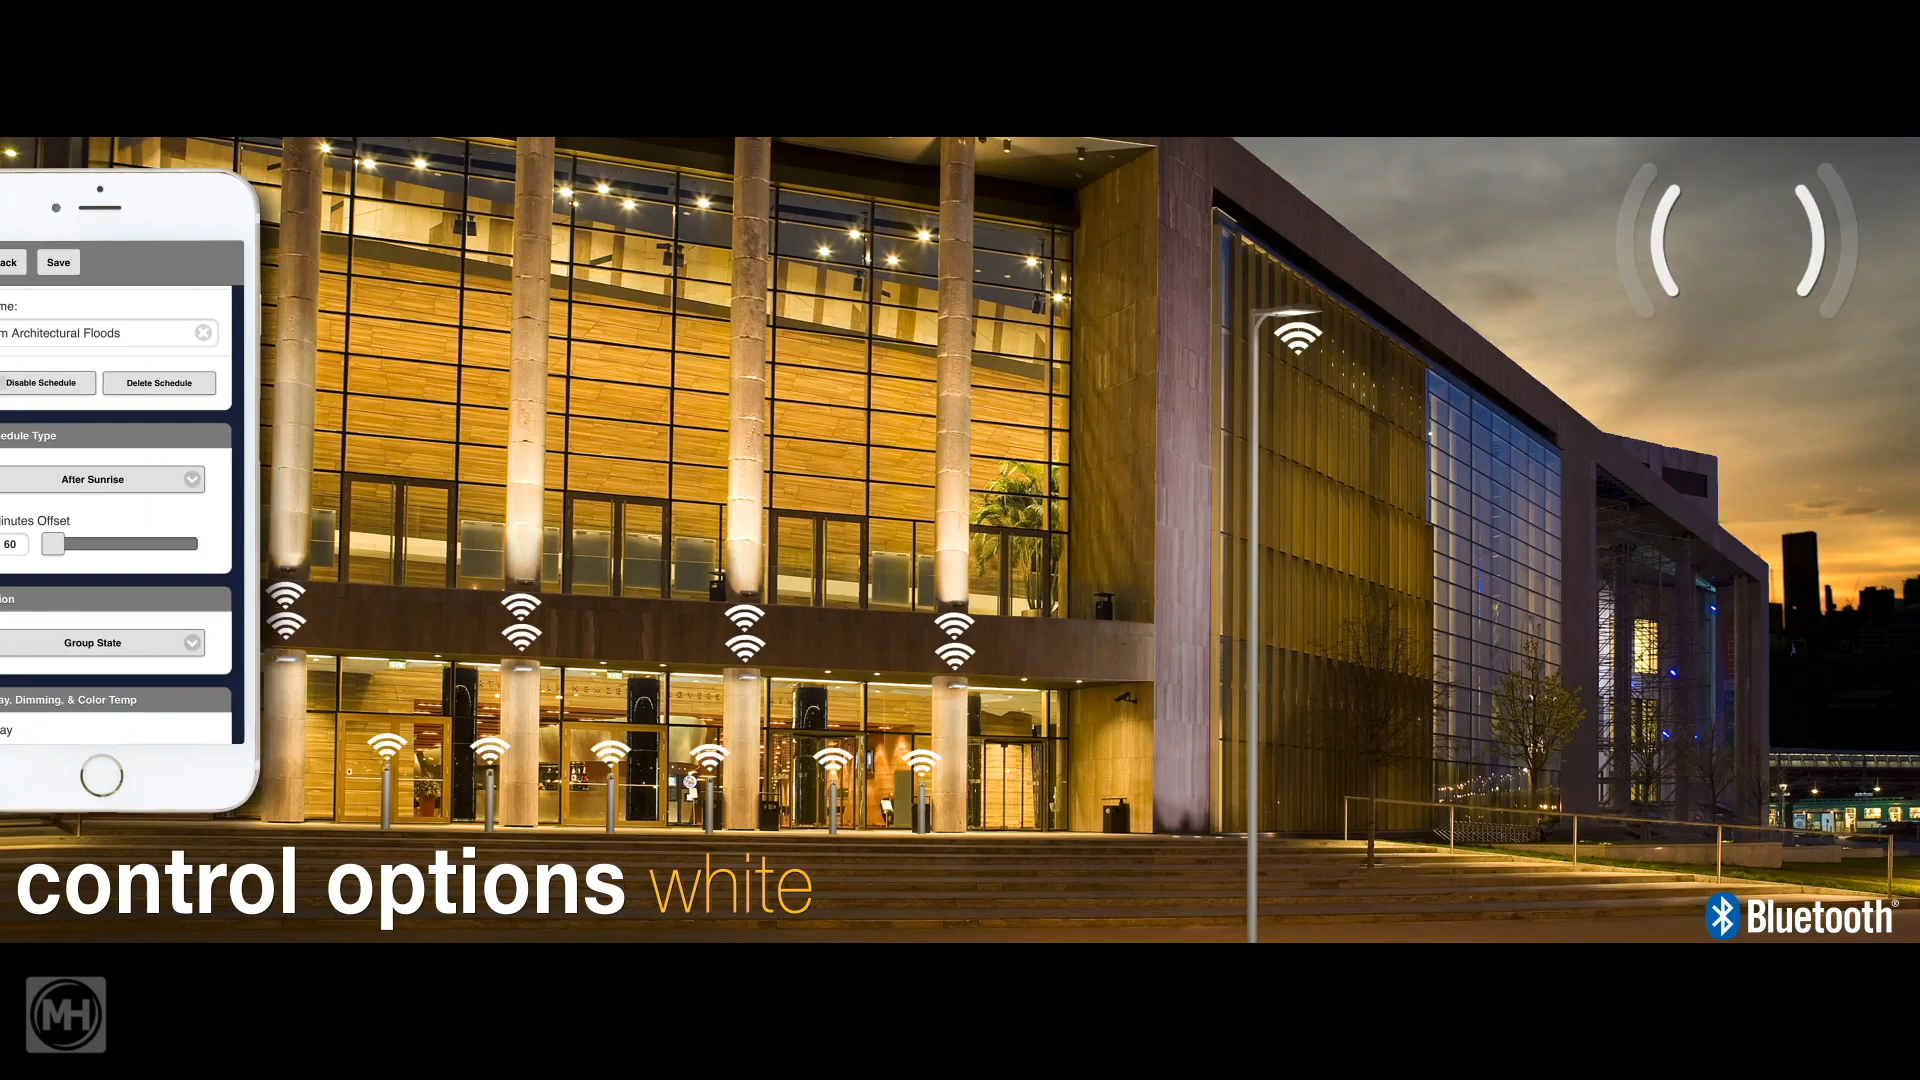 ack Save
me:
m Architectural Floods
Disable Schedule Delete Schedule
edule Type
After Sunrise
inutes Offset
60
ion
Group State
ay, Dimming, & Color Temp
ay
control options white
Bluetooth®
MH